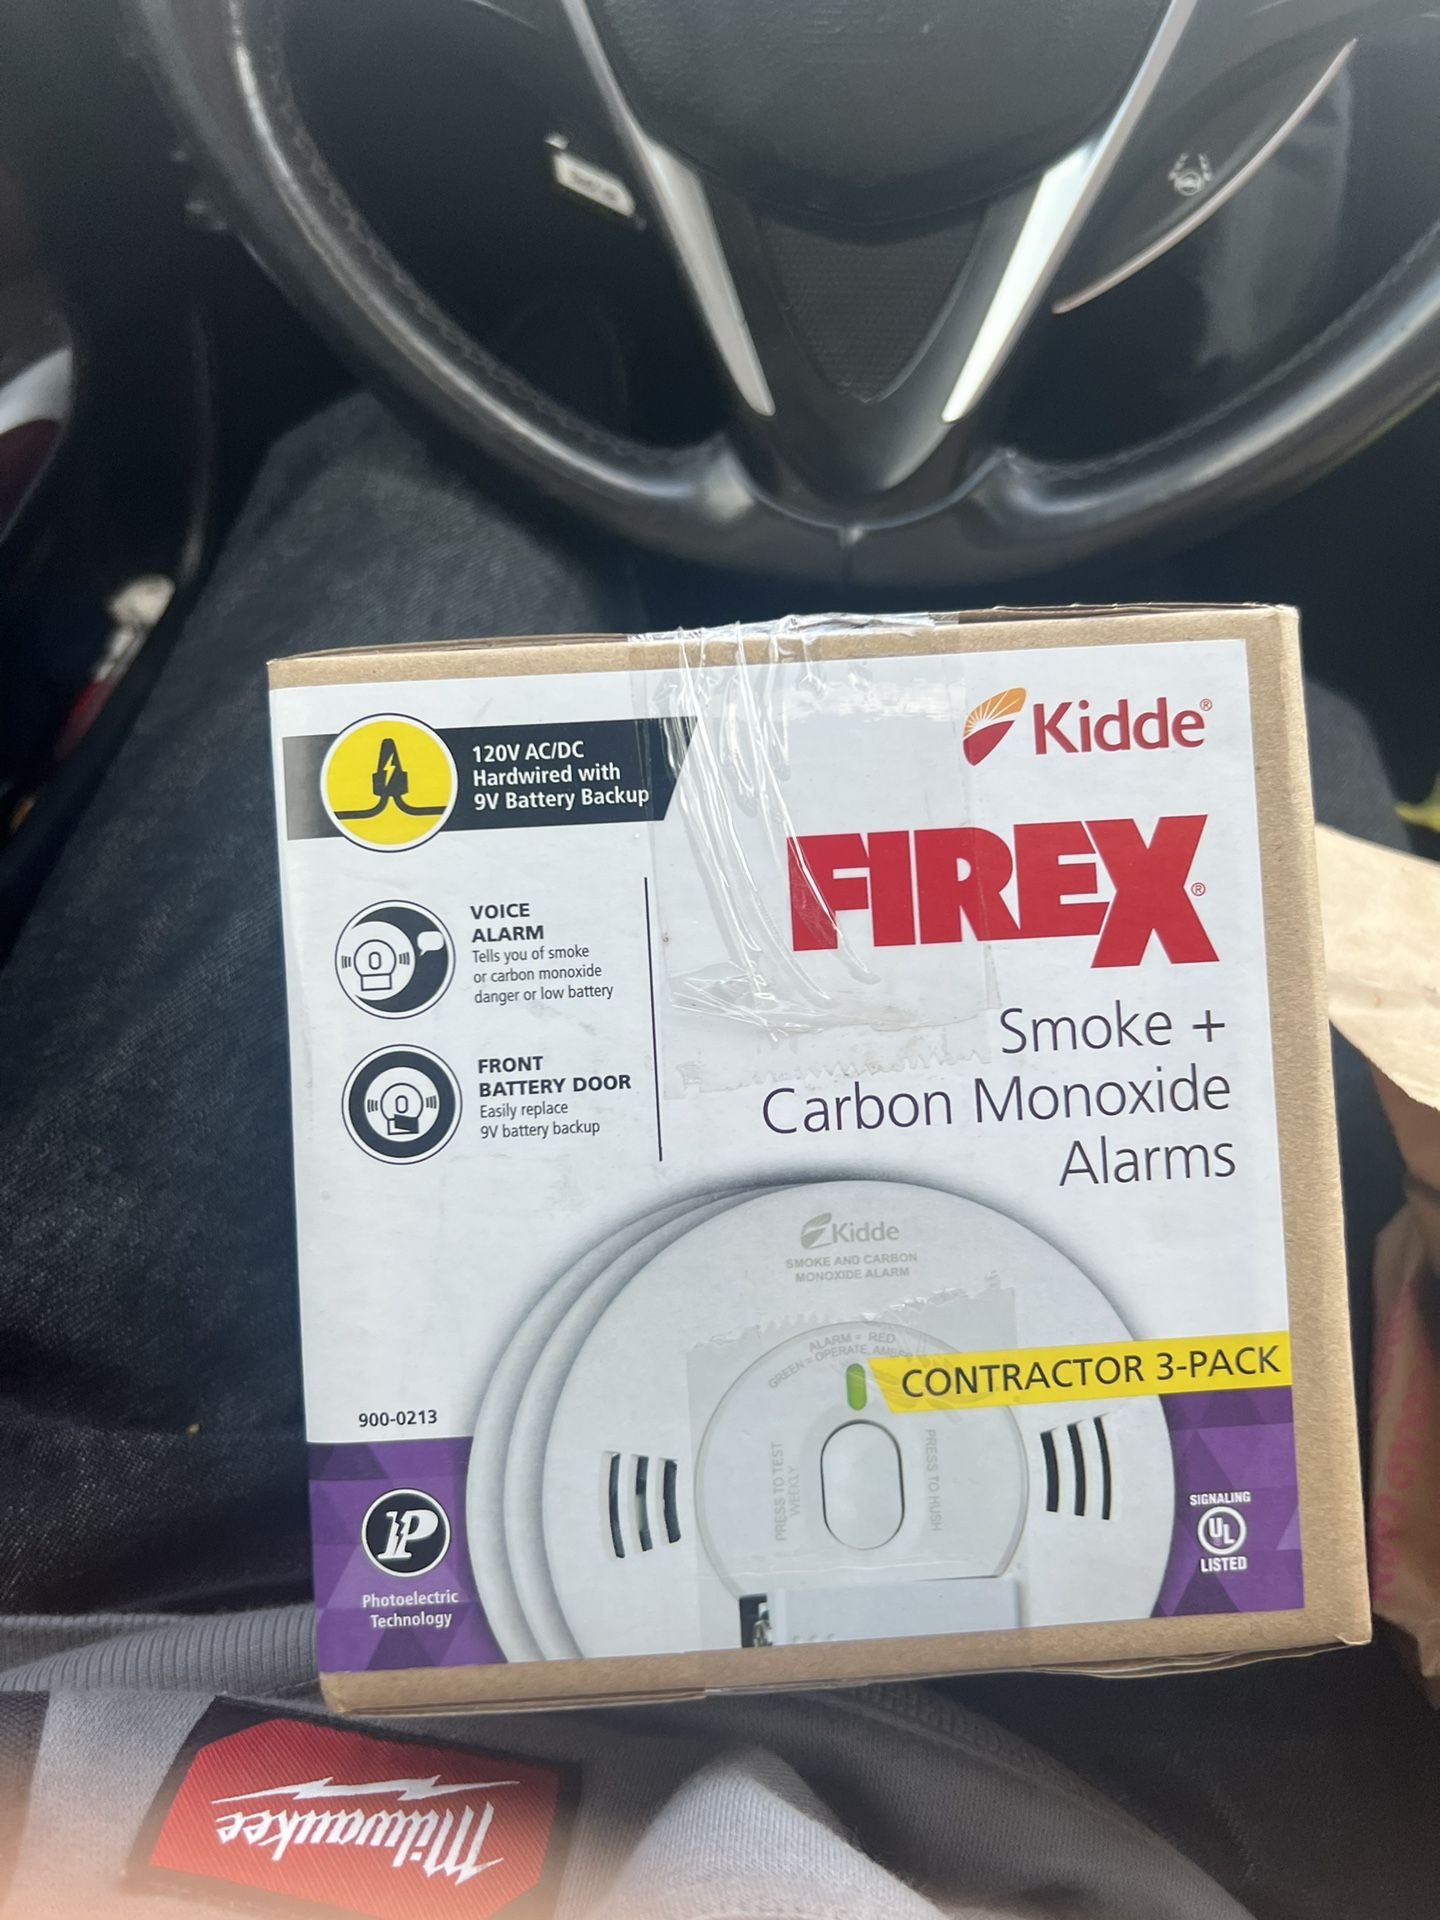 120V AC/DC
Hardwired with
9V Battery Backup
Kidde®
FIREX®
VOICE
ALARM
Tells you of smoke
or carbon monoxide
danger or low battery
FRONT
BATTERY DOOR
Easily replace
9V battery backup
Smoke +
Carbon Monoxide
Alarms
Kidde
SMOKE AND CARBON
MONOXIDE ALARM
ALARM = RED
GREEN = OPERATE, AMBER
CONTRACTOR 3-PACK
PRESS TO TEST
WEEKLY
PRESS TO HUSH
900-0213
P
Photoelectric
Technology
SIGNALING
UL
LISTED
Milwaukee